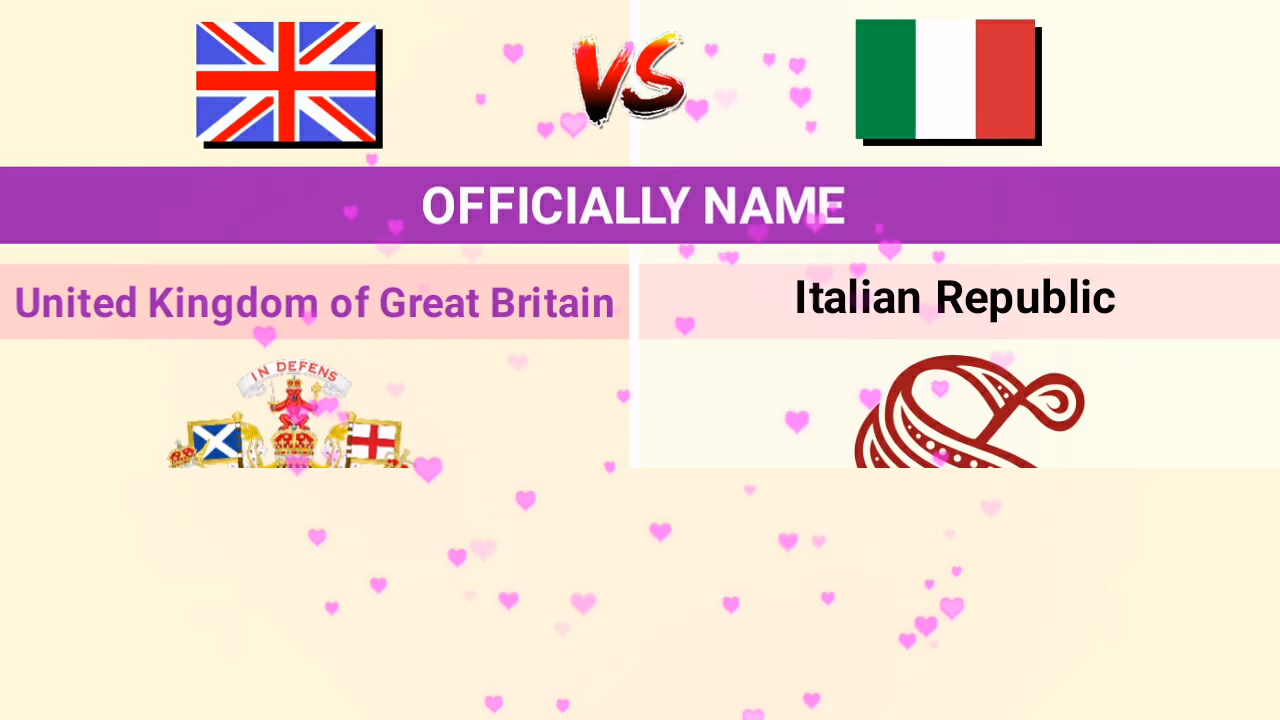 VS
OFFICIALLY NAME
United Kingdom of Great Britain
Italian Republic
IN DEFENS